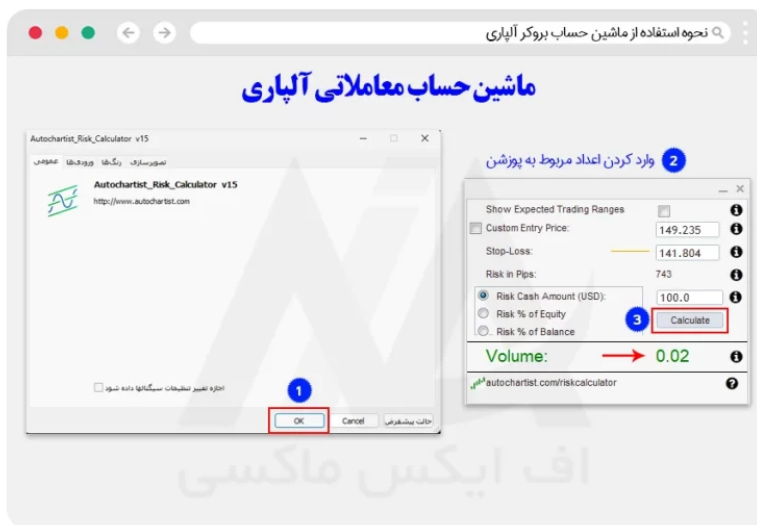 نحوه استفاده از ماشین حساب بروکر آلپاری
ماشین حساب معاملاتی آلپاری
Autochartist_Risk_Calculator v15
عمومی ورودی‌ها رنگ‌ها تصویرسازی
Autochartist_Risk_Calculator v15
http://www.autochartist.com
اجازه تغییر تنظیمات سیگنالها داده شود
1
OK Cancel حالت پیشفرض
2 وارد کردن اعداد مربوط به پوزشن
Show Expected Trading Ranges
Custom Entry Price: 149.235
Stop-Loss: 141.804
Risk in Pips: 743
Risk Cash Amount (USD): 100.0
Risk % of Equity
3 Calculate
Risk % of Balance
Volume: 0.02
autochartist.com/riskcalculator
اف ایکس ماکسی